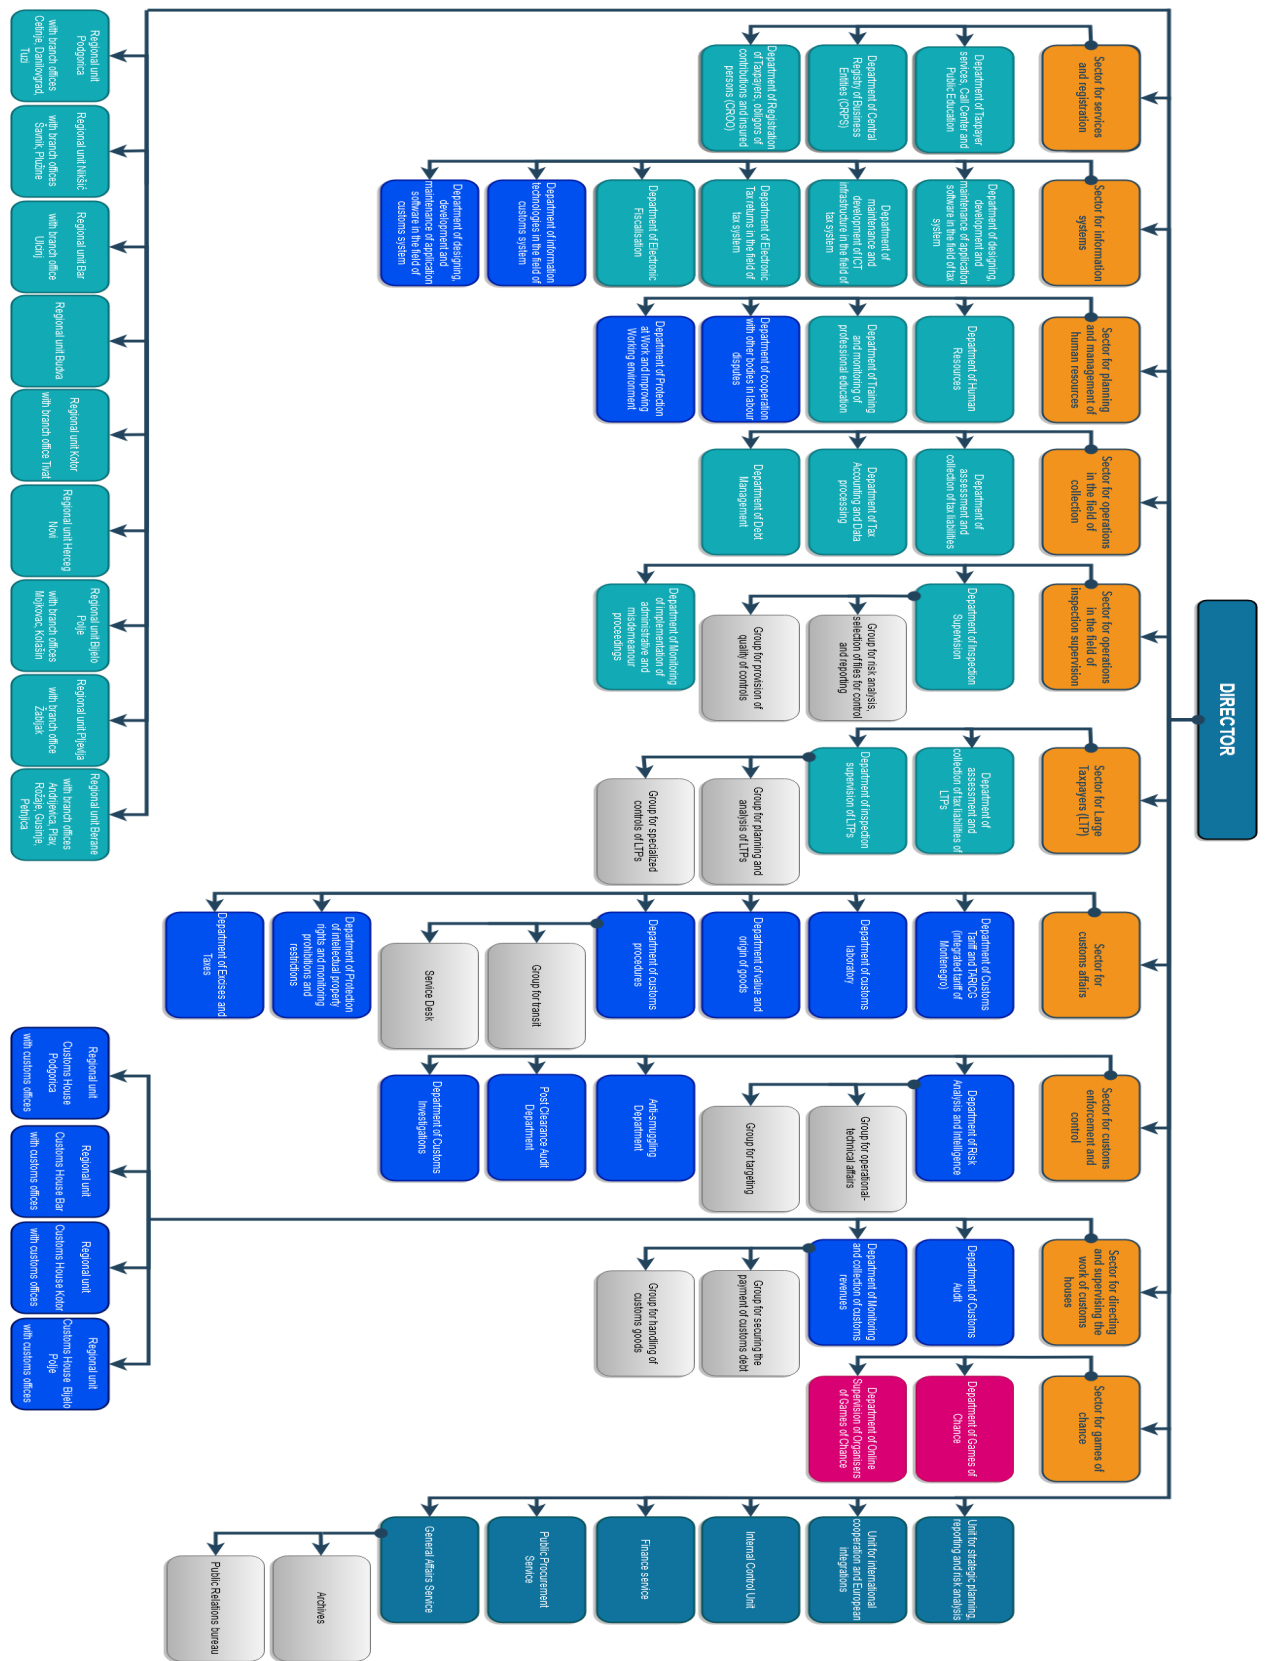 DIRECTOR
Sector for services
and registration
Department of Taxpayer
services, Call Center and
Public Education
Department of Central
Registry of Business
Entities (CRPS)
Department of Registration
of Taxpayers, obligors of
contributions and insured
persons (CROO)
Sector for information
systems
Department of designing,
development and
maintenance of application
software in the field of tax
system
Department of
maintenance and
development of ICT
infrastructure in the field of
tax system
Department of Electronic
Tax returns in the field of
tax system
Department of Electronic
Fiscalisation
Department of information
technologies in the field of
customs system
Department of designing,
development and
maintenance of application
software in the field of
customs system
Sector for planning
and management of
human resources
Department of Human
Resources
Department of Training
and monitoring of
professional education
Department of cooperation
with other bodies in labour
disputes
Department of Protection
at Work and Improving
Working environment
Sector for operations
in the field of
collection
Department of
assessment and
collection of tax liabilities
Department of Tax
Accounting and Data
processing
Department of Debt
Management
Sector for operations
in the field of
inspection supervision
Department of Inspection
Supervision
Group for risk analysis,
selection of files for control
and reporting
Group for provision of
quality of controls
Department of Monitoring
of implementation of
administrative and
misdemeanour
proceedings
Sector for Large
Taxpayers (LTP)
Department of
assessment and
collection of tax liabilities of
LTPs
Department of inspection
supervision of LTPs
Group for planning and
analysis of LTPs
Group for specialized
controls of LTPs
Sector for
customs affairs
Department of Customs
Tariff and TARICG
(integrated tariff of
Montenegro)
Department of customs
laboratory
Department of value and
origin of goods
Department of customs
procedures
Group for transit
Service Desk
Department of Protection
of intellectual property
rights and monitoring
prohibitions and
restrictions
Department of Excises and
Taxes
Sector for customs
enforcement and
control
Department of Risk
Analysis and Intelligence
Group for operational-
technical affairs
Group for targeting
Anti-smuggling
Department
Post Clearance Audit
Department
Department of Customs
Investigations
Sector for directing
and supervising the
work of customs
houses
Department of Customs
Audit
Department of Monitoring
and collection of customs
revenues
Group for securing the
payment of customs debt
Group for handling of
customs goods
Sector for games of
chance
Department of Games of
Chance
Department of Online
Supervision of Organisers
of Games of Chance
Unit for strategic planning,
reporting and risk analysis
Unit for international
cooperation and European
integrations
Internal Control Unit
Finance service
Public Procurement
Service
General Affairs Service
Archives
Public Relations bureau
Regional unit
Podgorica
with branch offices
Cetinje, Danilovgrad,
Tuzi
Regional unit Nikšić
with branch offices
Šavnik, Plužine
Regional unit Bar
with branch office
Ulcinj
Regional unit Budva
Regional unit Kotor
with branch office Tivat
Regional unit Herceg
Novi
Regional unit Bijelo
Polje
with branch offices
Mojkovac, Kolašin
Regional unit Pljevlja
with branch office
Žabljak
Regional unit Berane
with branch offices
Andrijevica, Plav,
Rožaje, Gusinje,
Petnjica
Regional unit
Customs House
Podgorica
with customs offices
Regional unit
Customs House Bar
with customs offices
Regional unit
Customs House Kotor
with customs offices
Regional unit
Customs House Bijelo
Polje
with customs offices